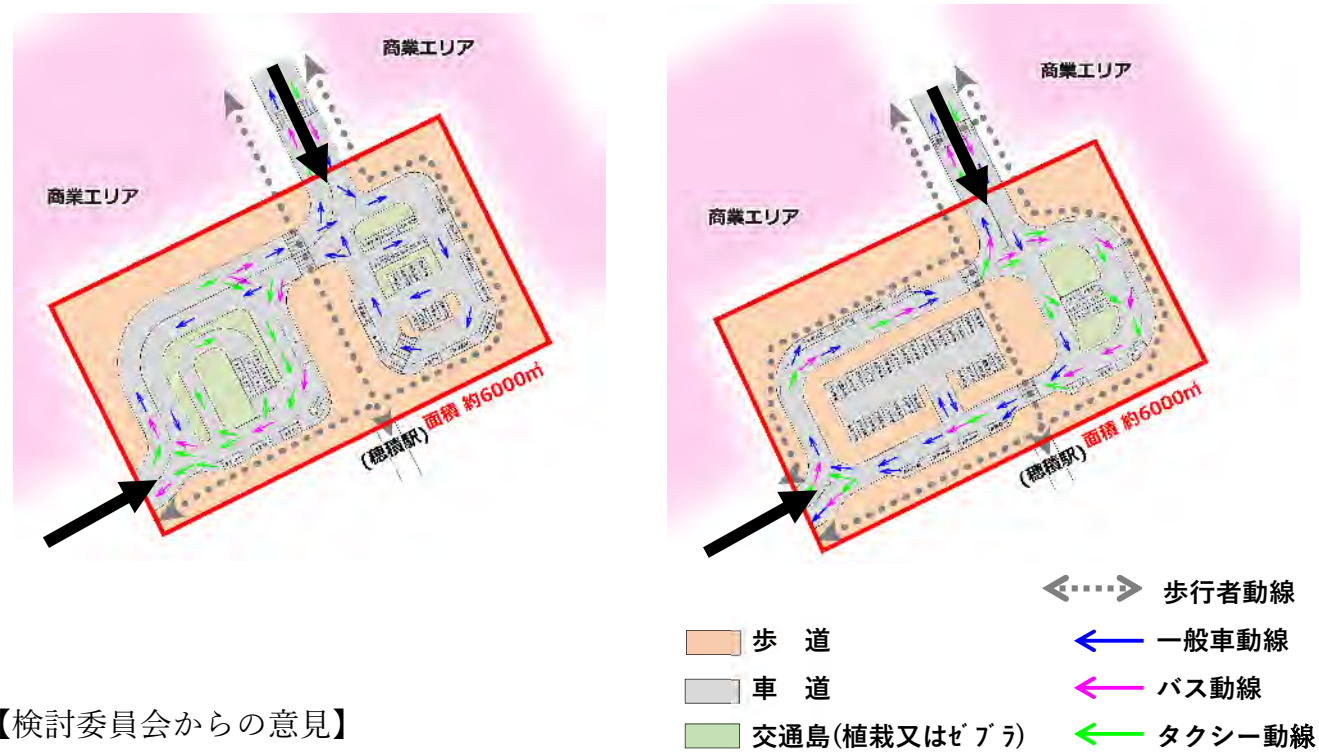 商業エリア
商業エリア
(穂積駅)
面積 約6000㎡
商業エリア
商業エリア
(穂積駅)
面積 約6000㎡
歩行者動線
歩 道
一般車動線
車 道
バス動線
交通島(植栽又はｾﾞﾌﾞﾗ)
タクシー動線
【検討委員会からの意見】